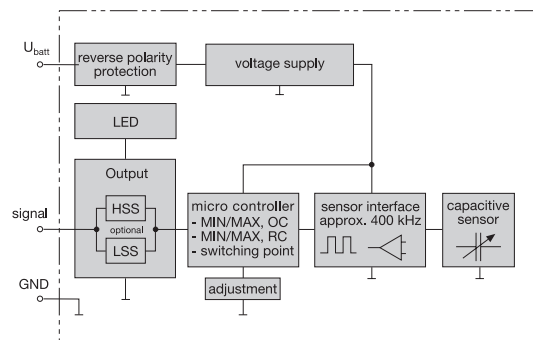 U_batt
reverse polarity
protection
voltage supply
LED
Output
HSS
optional
LSS
signal
micro controller
- MIN/MAX, OC
- MIN/MAX, RC
- switching point
sensor interface
approx. 400 kHz
capacitive
sensor
adjustment
GND